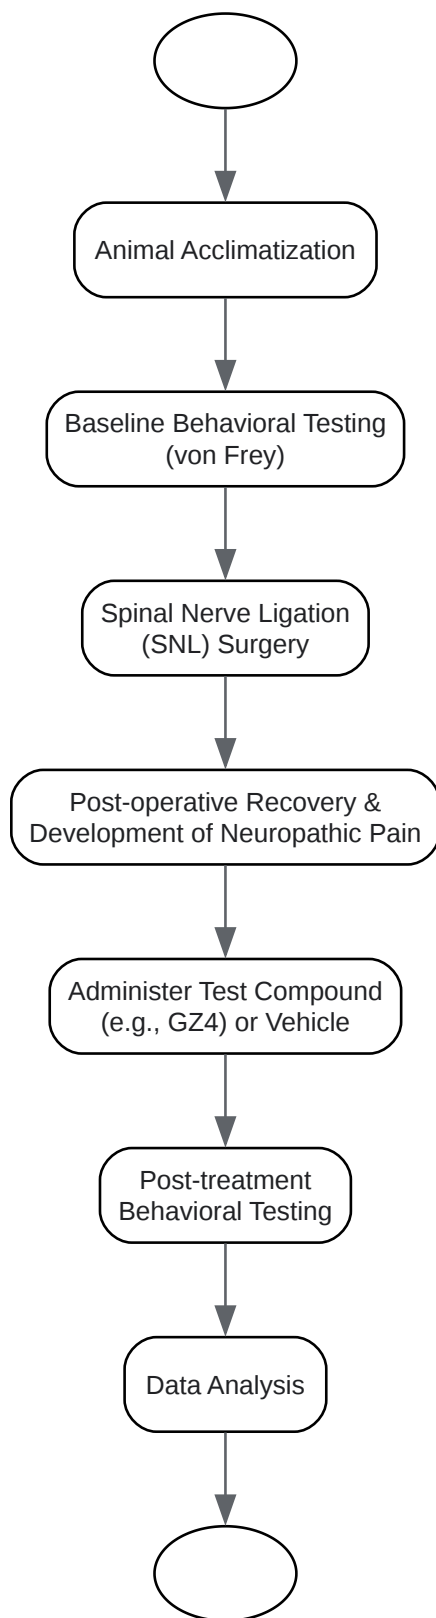 Animal Acclimatization
Baseline Behavioral Testing
(von Frey)
Spinal Nerve Ligation
(SNL) Surgery
Post-operative Recovery &
Development of Neuropathic Pain
Administer Test Compound
(e.g., GZ4) or Vehicle
Post-treatment
Behavioral Testing
Data Analysis